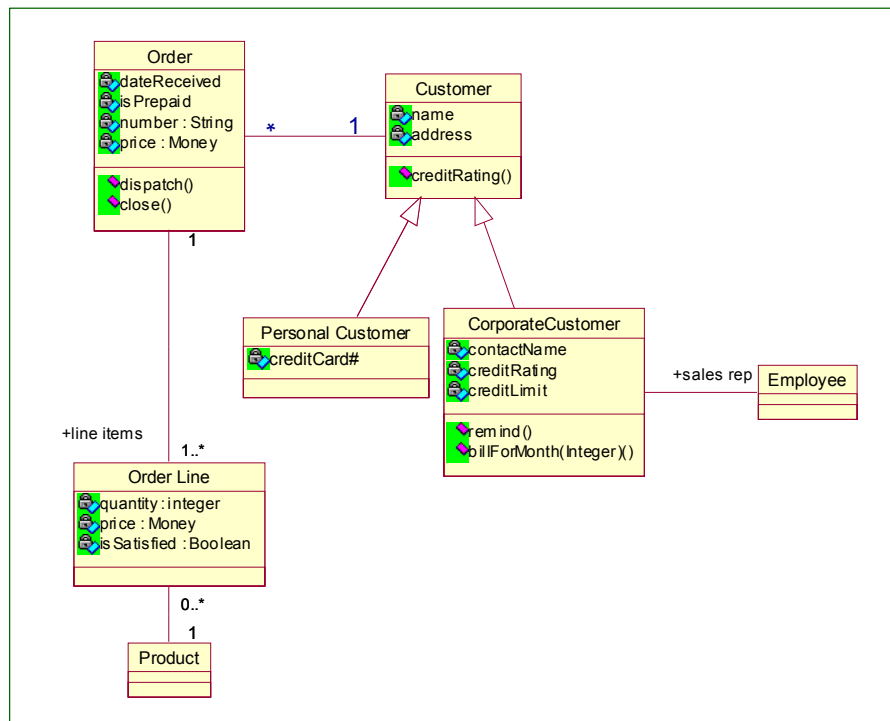 Order
dateReceived
isPrepaid
number : String
price : Money
dispatch()
close()
*
1
Customer
name
address
creditRating()
1
Personal Customer
creditCard#
CorporateCustomer
contactName
creditRating
creditLimit
remind()
billForMonth(Integer)()
+sales rep
Employee
+line items
1..*
Order Line
quantity : integer
price : Money
isSatisfied : Boolean
0..*
1
Product